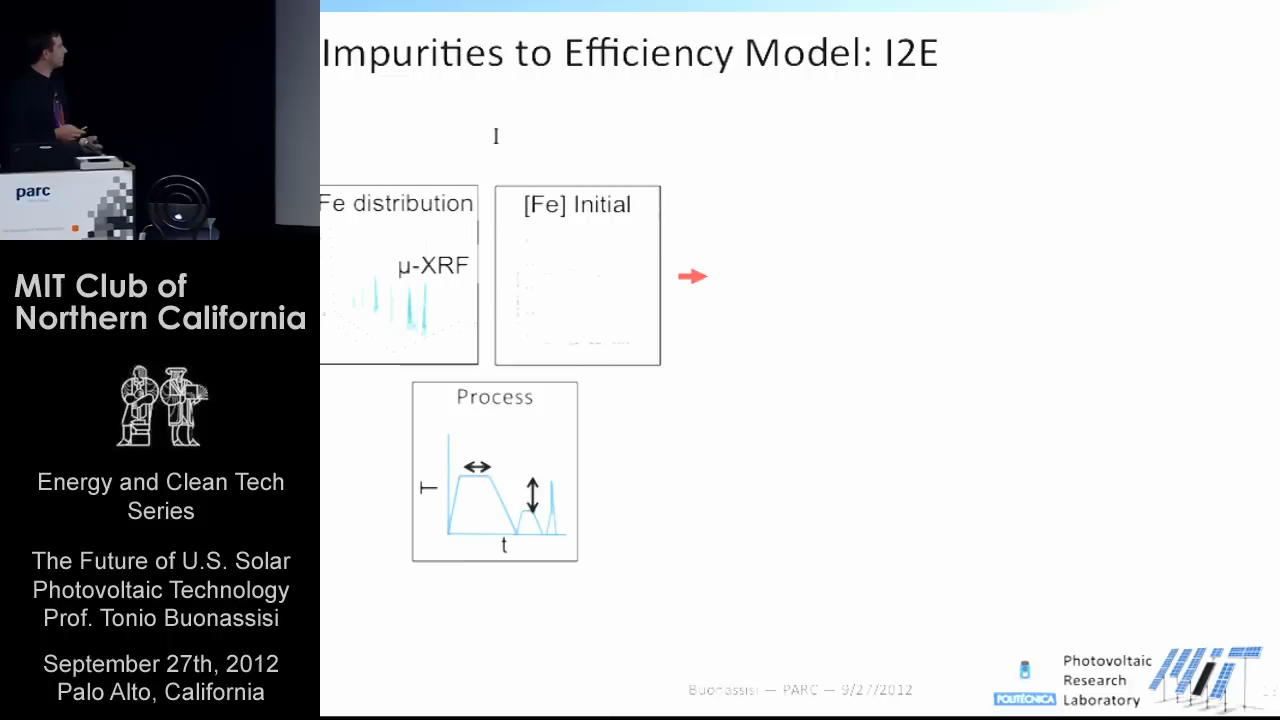 Impurities to Efficiency Model: I2E
I
Fe distribution
µ-XRF
[Fe] Initial
Process
T
t
parc
MIT Club of
Northern California
Energy and Clean Tech
Series
The Future of U.S. Solar
Photovoltaic Technology
Prof. Tonio Buonassisi
September 27th, 2012
Palo Alto, California
Buonassisi — PARC — 9/27/2012
POLITÉCNICA
Photovoltaic
Research
Laboratory
MIT